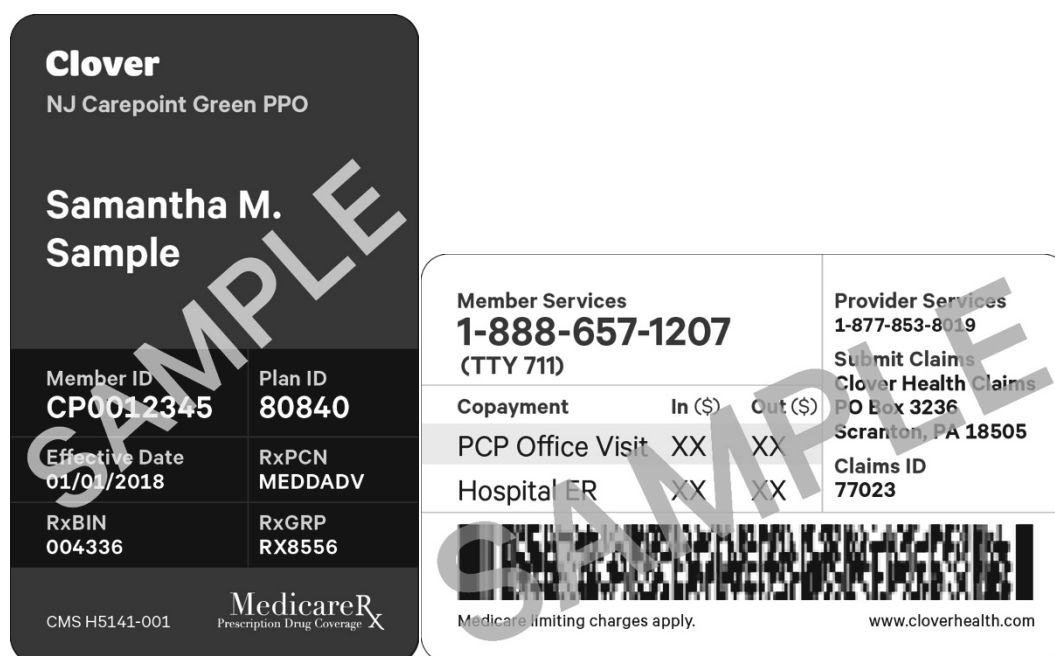 Clover
NJ Carepoint Green PPO
Samantha M.
Sample
SAMPLE
Member ID
CP0012345
Plan ID
80840
Effective Date
01/01/2018
RxPCN
MEDDADV
RxBIN
004336
RxGRP
RX8556
CMS H5141-001
MedicareRx
Prescription Drug Coverage
Member Services
1-888-657-1207
(TTY 711)
Copayment In ($) Out ($)
PCP Office Visit XX XX
Hospital ER XX XX
Provider Services
1-877-853-8019
Submit Claims
Clover Health Claims
PO Box 3236
Scranton, PA 18505
Claims ID
77023
SAMPLE
Medicare limiting charges apply.
www.cloverhealth.com